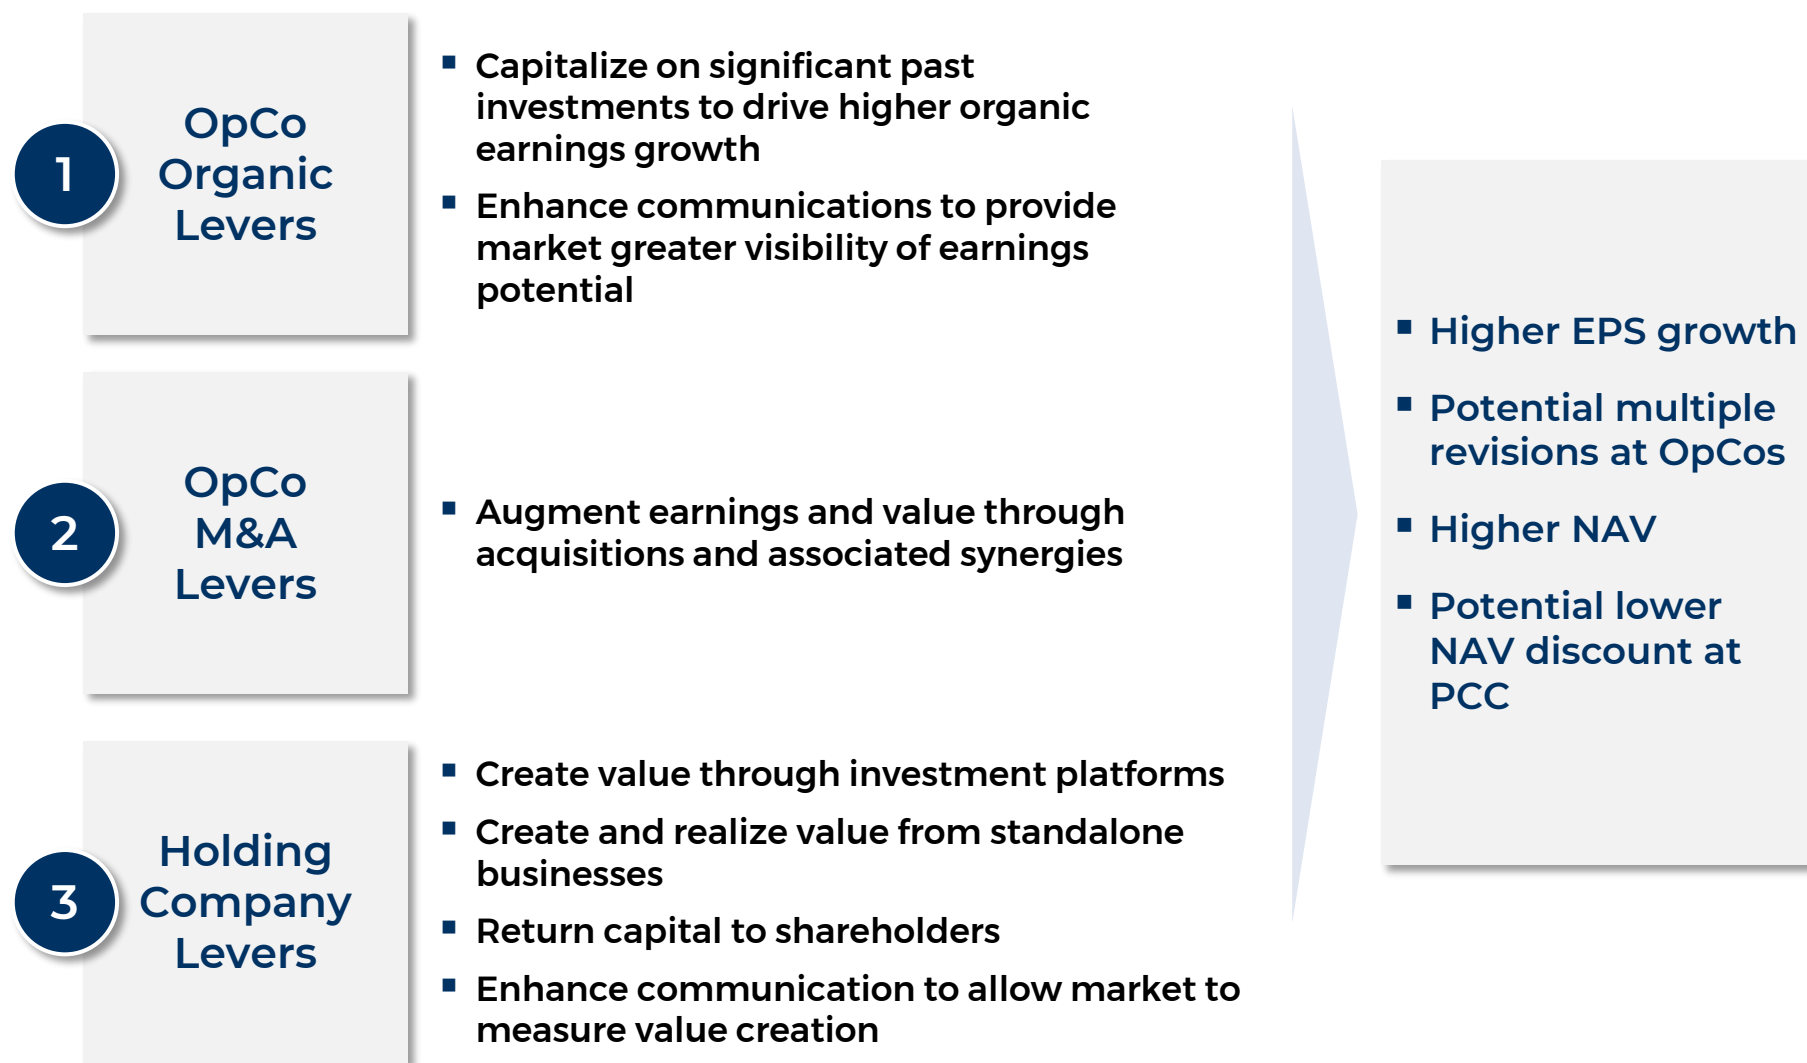 1
OpCo
Organic
Levers
▪ Capitalize on significant past
investments to drive higher organic
earnings growth
▪ Enhance communications to provide
market greater visibility of earnings
potential
2
OpCo
M&A
Levers
▪ Augment earnings and value through
acquisitions and associated synergies
3
Holding
Company
Levers
▪ Create value through investment platforms
▪ Create and realize value from standalone
businesses
▪ Return capital to shareholders
▪ Enhance communication to allow market to
measure value creation
▪ Higher EPS growth
▪ Potential multiple
revisions at OpCos
▪ Higher NAV
▪ Potential lower
NAV discount at
PCC